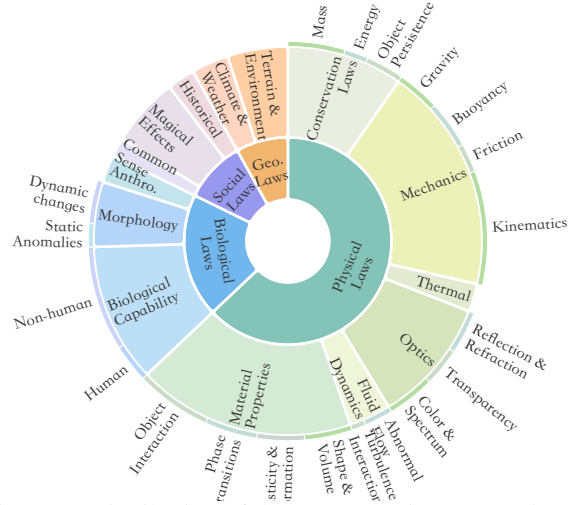 Mass
Energy
Object
Persistence
Gravity
Buoyancy
Friction
Kinematics
Reflection &
Refraction
Transparency
Color &
Spectrum
Abnormal
Flow
Turbulence
Interaction
Shape &
Volume
Phase
Object
Interaction
Human
Non-human
Static
Anomalies
Dynamic
changes
Conservation
Laws
Mechanics
Thermal
Optics
Fluid
Dynamics
Material
Properties
Biological
Capability
Morphology
Anthro.
Common
Sense
Magical
Effects
Historical
Climate &
Weather
Terrain &
Environment
Physical
Laws
Biological
Laws
Social
Laws
Geo.
Laws